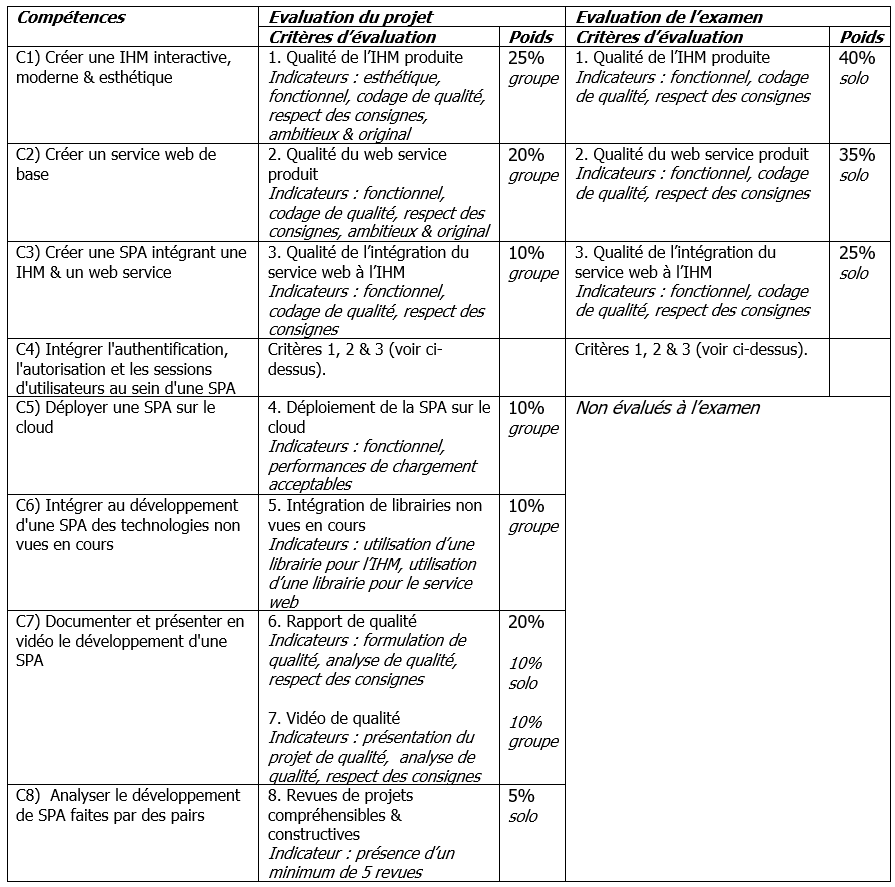 Compétences
Evaluation du projet
Evaluation de l'examen
Critères d'évaluation
Poids
Critères d'évaluation
Poids
C1) Créer une IHM interactive,
moderne & esthétique
1. Qualité de l'IHM produite
Indicateurs : esthétique,
fonctionnel, codage de qualité,
respect des consignes,
ambitieux & original
25%
groupe
1. Qualité de l'IHM produite
Indicateurs : fonctionnel, codage
de qualité, respect des consignes
40%
solo
C2) Créer un service web de
base
2. Qualité du web service
produit
Indicateurs : fonctionnel,
codage de qualité, respect des
consignes, ambitieux & original
20%
groupe
2. Qualité du web service produit
Indicateurs : fonctionnel, codage
de qualité, respect des consignes
35%
solo
C3) Créer une SPA intégrant une
IHM & un web service
3. Qualité de l'intégration du
service web à l'IHM
Indicateurs : fonctionnel,
codage de qualité, respect des
consignes
10%
groupe
3. Qualité de l'intégration du
service web à l'IHM
Indicateurs : fonctionnel, codage
de qualité, respect des consignes
25%
solo
C4) Intégrer l'authentification,
l'autorisation et les sessions
d'utilisateurs au sein d'une SPA
Critères 1, 2 & 3 (voir ci-
dessus).
Critères 1, 2 & 3 (voir ci-dessus).
C5) Déployer une SPA sur le
cloud
4. Déploiement de la SPA sur le
cloud
Indicateurs : fonctionnel,
performances de chargement
acceptables
10%
groupe
Non évalués à l'examen
C6) Intégrer au développement
d'une SPA des technologies non
vues en cours
5. Intégration de librairies non
vues en cours
Indicateurs : utilisation d'une
librairie pour l'IHM, utilisation
d'une librairie pour le service
web
10%
groupe
C7) Documenter et présenter en
vidéo le développement d'une
SPA
6. Rapport de qualité
Indicateurs : formulation de
qualité, analyse de qualité,
respect des consignes
20%
10%
solo
7. Vidéo de qualité
Indicateurs : présentation du
projet de qualité, analyse de
qualité, respect des consignes
10%
groupe
C8) Analyser le développement
de SPA faites par des pairs
8. Revues de projets
compréhensibles &
constructives
Indicateur : présence d'un
minimum de 5 revues
5%
solo